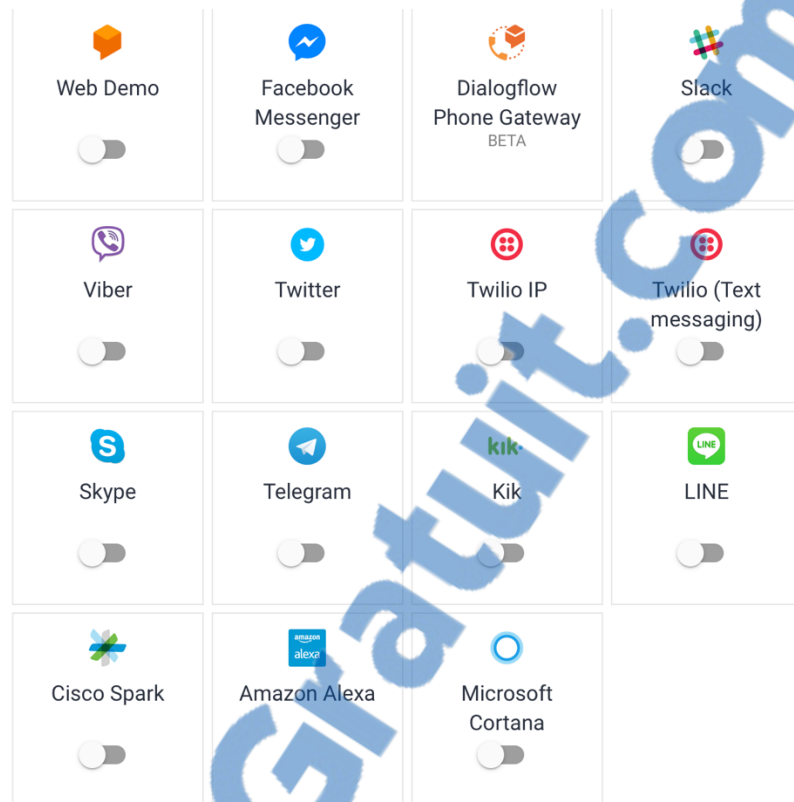 Web Demo
Facebook
Messenger
Dialogflow
Phone Gateway
BETA
Slack
Viber
Twitter
Twilio IP
Twilio (Text
messaging)
S
Skype
Telegram
kik
Kik
LINE
LINE
Cisco Spark
amazon
alexa
Amazon Alexa
Microsoft
Cortana
Gratuit.com